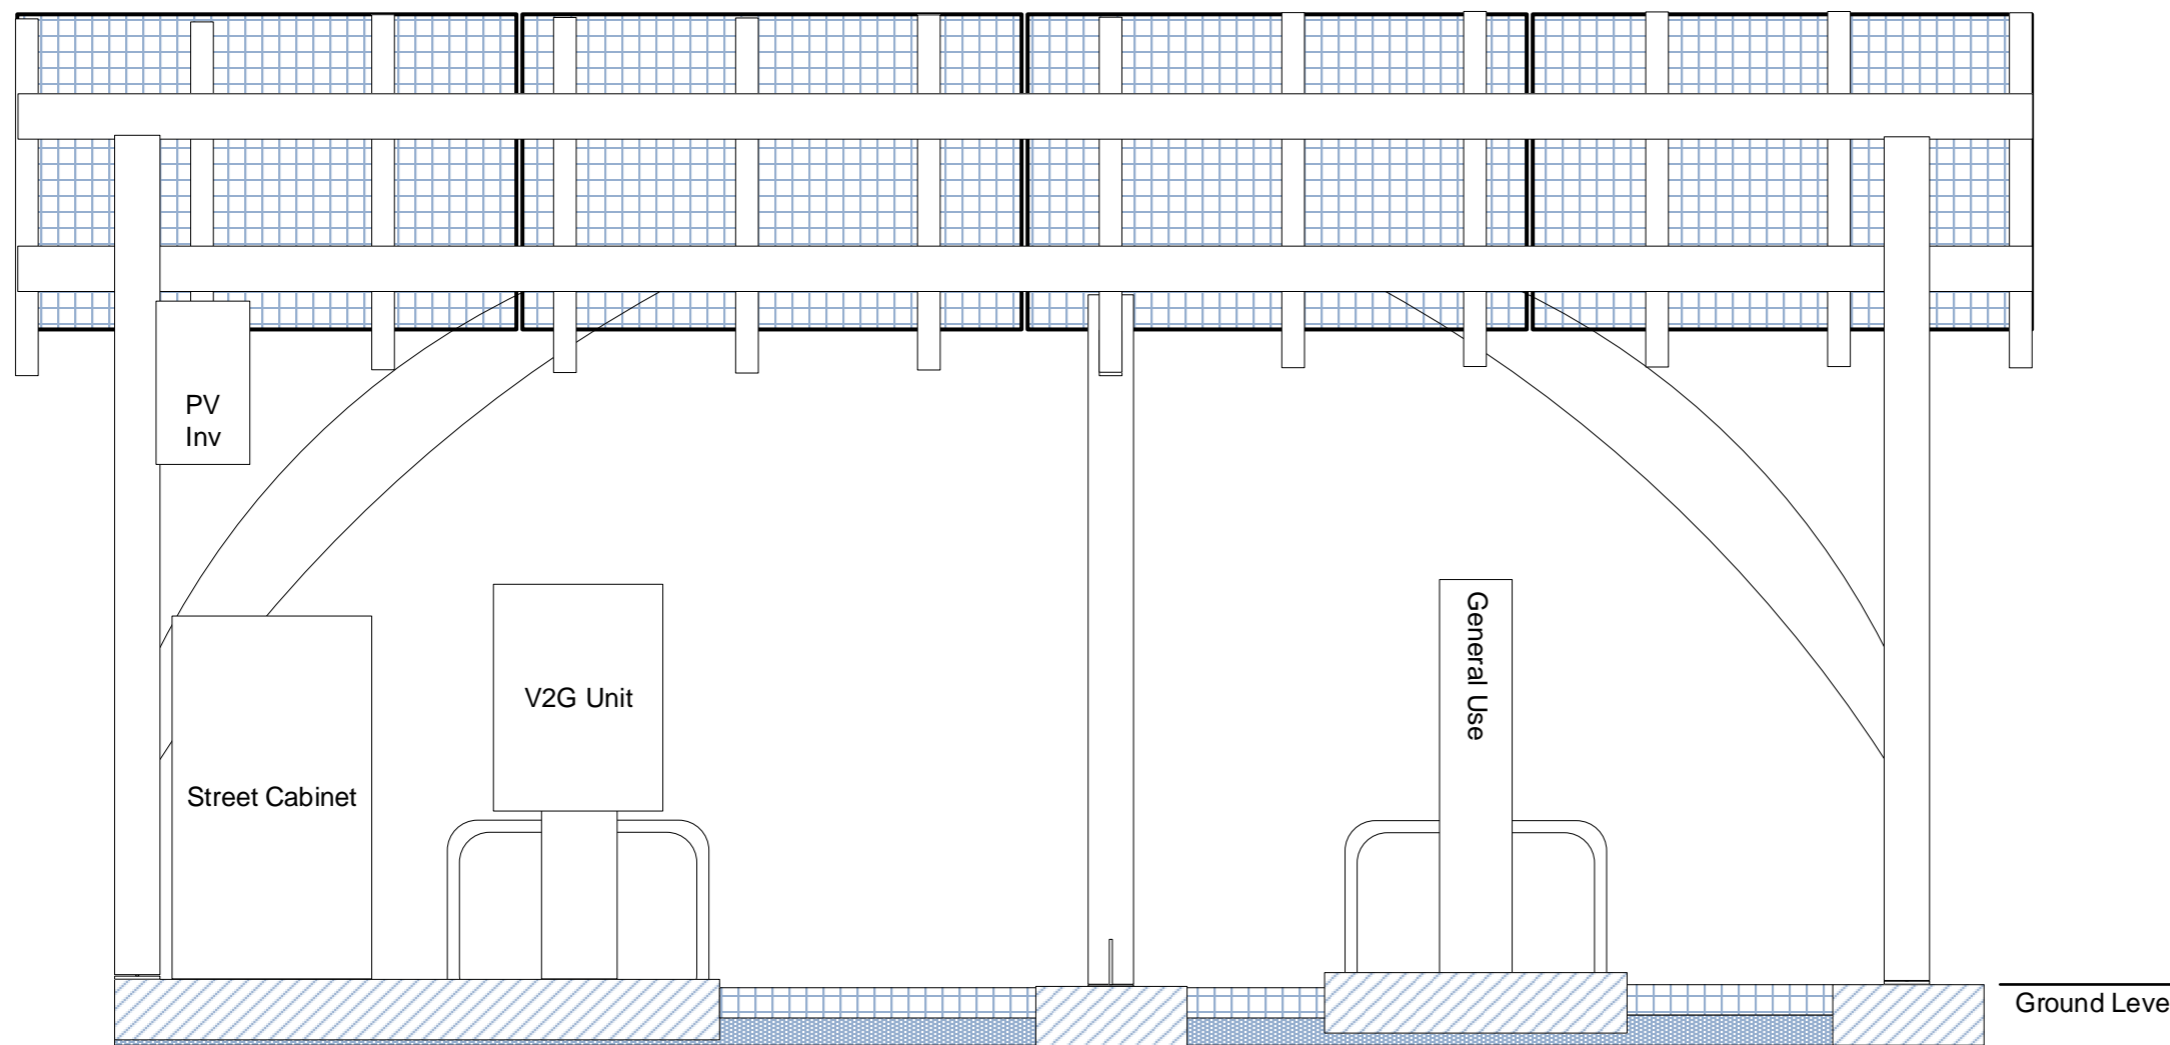 PV
Inv
V2G Unit
General Use
Street Cabinet
Ground Leve